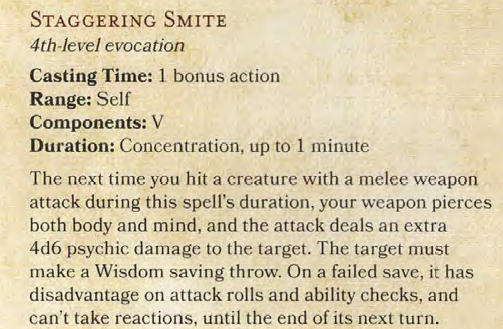 STAGGERING SMITE
4th-level evocation
Casting Time: 1 bonus action
Range: Self
Components: V
Duration: Concentration, up to 1 minute
The next time you hit a creature with a melee weapon
attack during this spell's duration, your weapon pierces
both body and mind, and the attack deals an extra
4d6 psychic damage to the target. The target must
make a Wisdom saving throw. On a failed save, it has
disadvantage on attack rolls and ability checks, and
can't take reactions, until the end of its next turn.